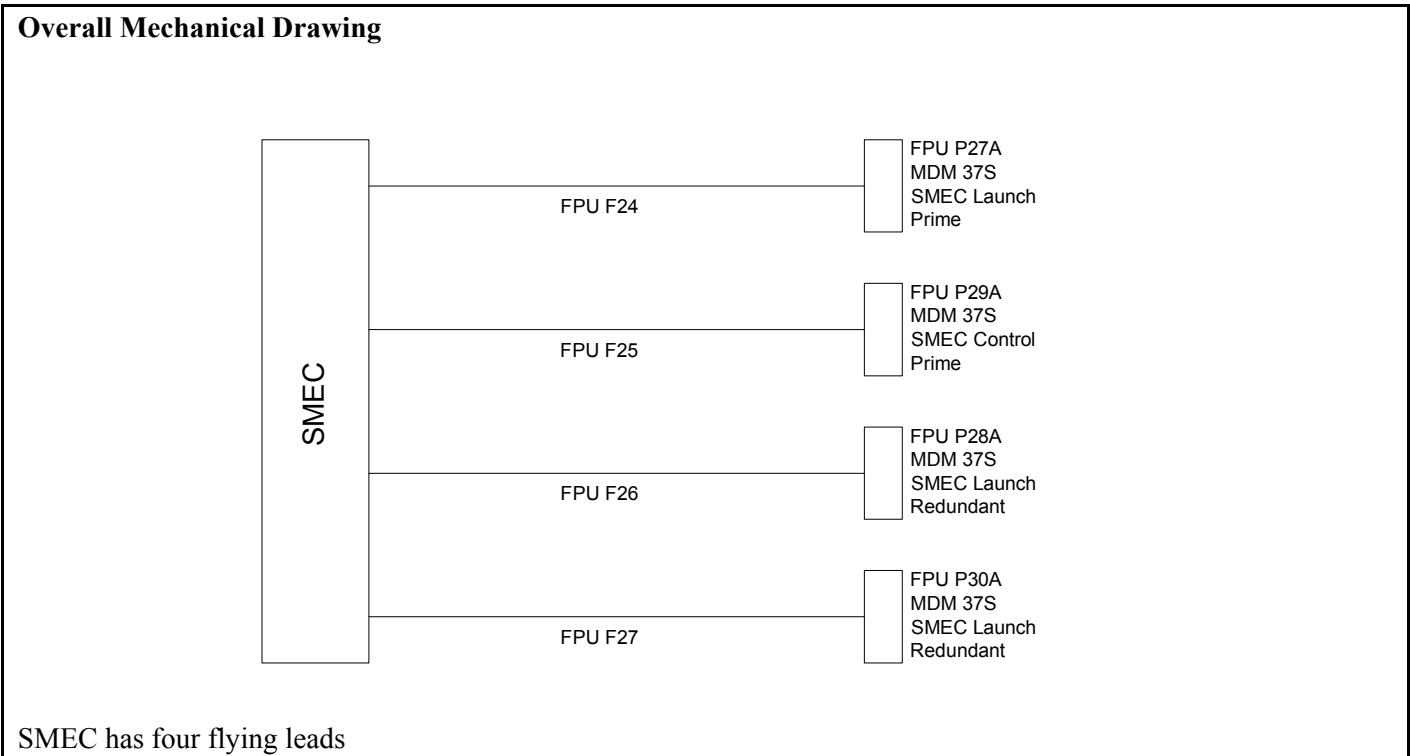 Overall Mechanical Drawing
SMEC
FPU F24
FPU P27A
MDM 37S
SMEC Launch
Prime
FPU F25
FPU P29A
MDM 37S
SMEC Control
Prime
FPU F26
FPU P28A
MDM 37S
SMEC Launch
Redundant
FPU F27
FPU P30A
MDM 37S
SMEC Launch
Redundant
SMEC has four flying leads